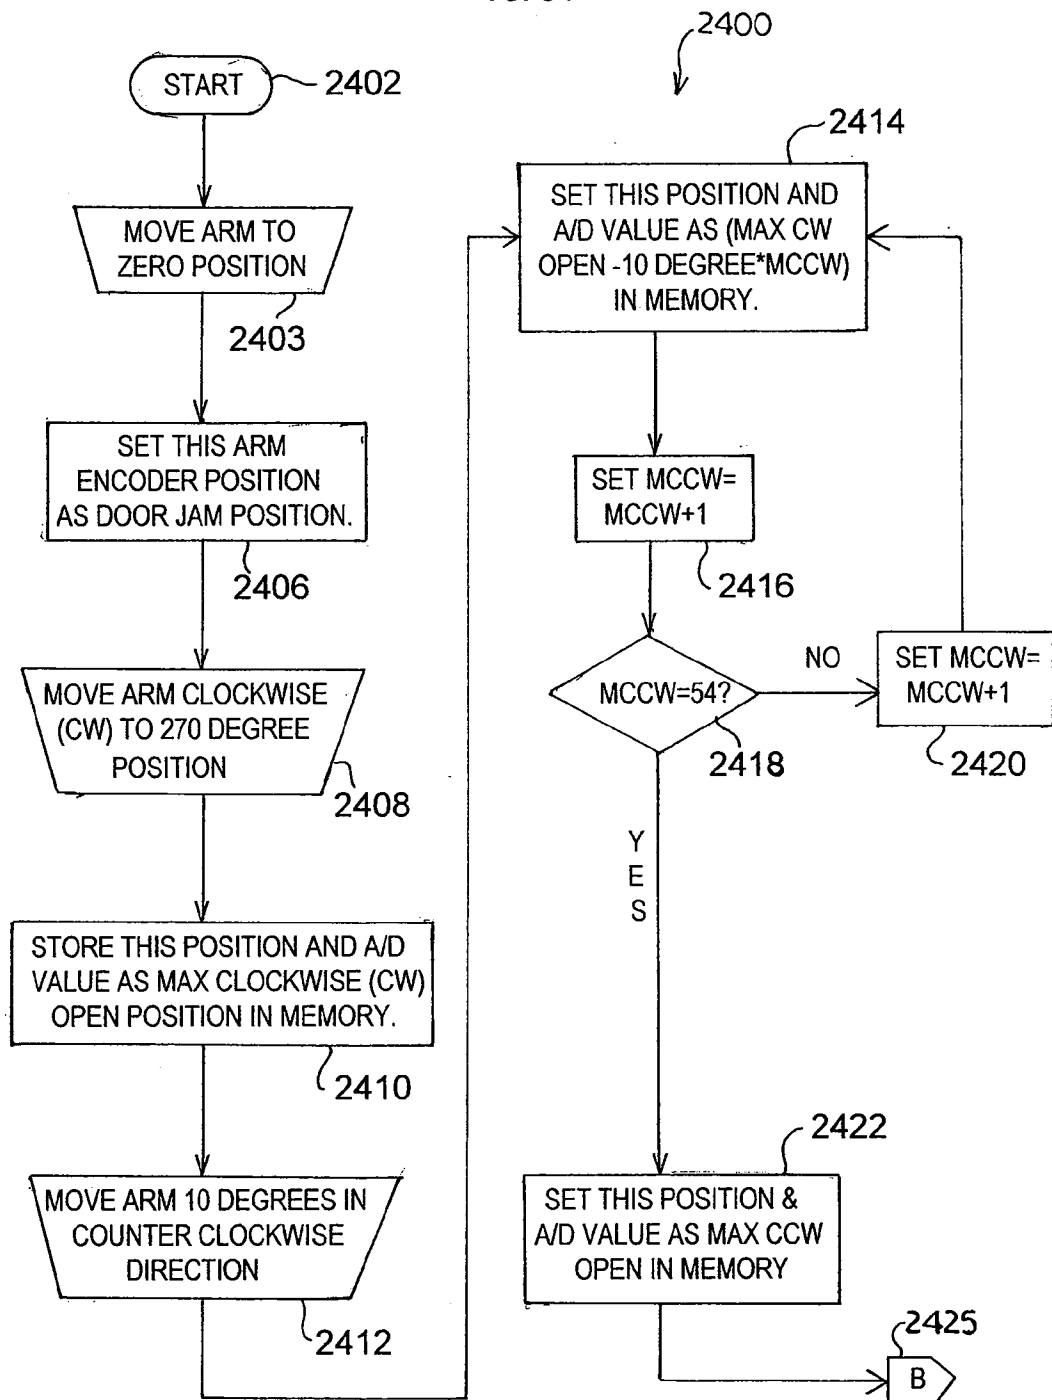 2400
START
2402
MOVE ARM TO
ZERO POSITION
2403
SET THIS ARM
ENCODER POSITION
AS DOOR JAM POSITION.
2406
MOVE ARM CLOCKWISE
(CW) TO 270 DEGREE
POSITION
2408
STORE THIS POSITION AND A/D
VALUE AS MAX CLOCKWISE (CW)
OPEN POSITION IN MEMORY.
2410
MOVE ARM 10 DEGREES IN
COUNTER CLOCKWISE
DIRECTION
2412
2414
SET THIS POSITION AND
A/D VALUE AS (MAX CW
OPEN -10 DEGREE*MCCW)
IN MEMORY.
SET MCCW=
MCCW+1
2416
MCCW=54?
2418
NO
SET MCCW=
MCCW+1
2420
YES
2422
SET THIS POSITION &
A/D VALUE AS MAX CCW
OPEN IN MEMORY
2425
B